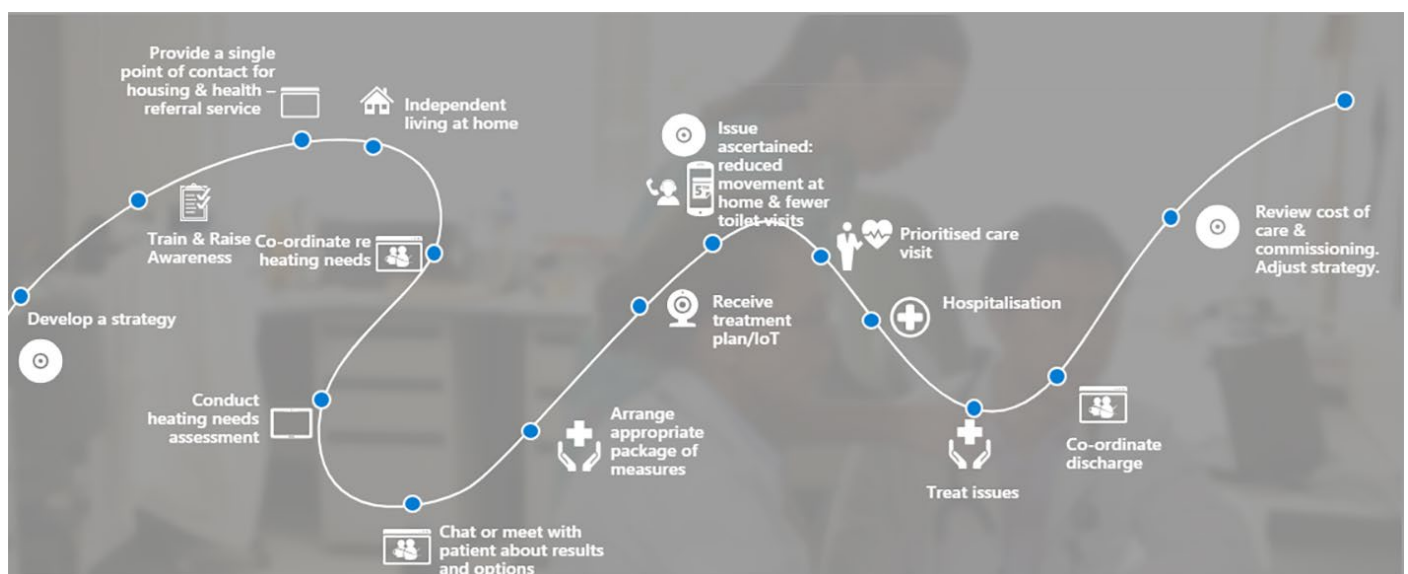 Provide a single
point of contact for
housing & health –
referral service
Independent
living at home
Train & Raise
Awareness
Co-ordinate re
heating needs
Develop a strategy
Conduct
heating needs
assessment
Chat or meet with
patient about results
and options
Arrange
appropriate
package of
measures
Receive
treatment
plan/IoT
Issue
ascertained:
reduced
movement at
home & fewer
toilet visits
Prioritised care
visit
Hospitalisation
Treat issues
Co-ordinate
discharge
Review cost of
care &
commissioning.
Adjust strategy.